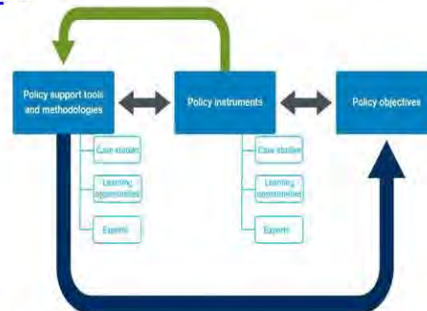 Policy support tools
and methodologies
Policy instruments
Policy objectives
Case studies
Learning
opportunities
Experts
Case studies
Learning
opportunities
Experts